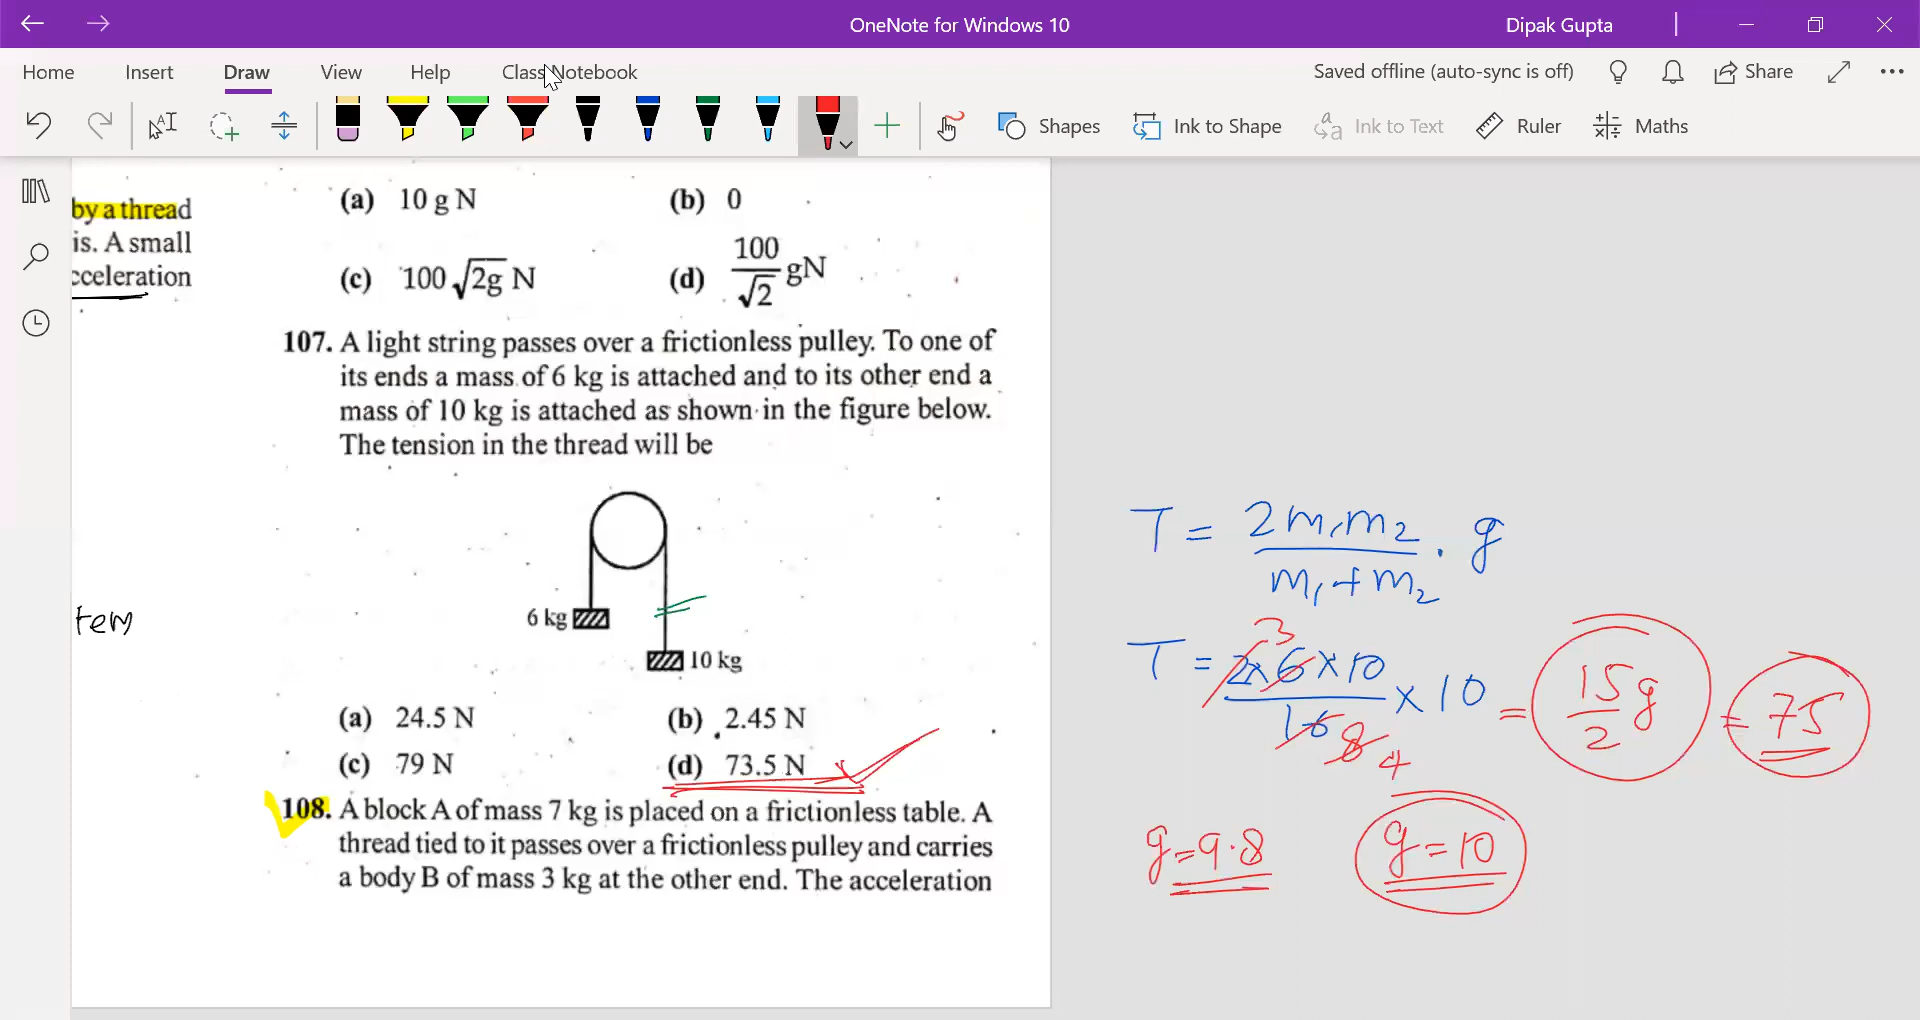 OneNote for Windows 10
Dipak Gupta
Home Insert Draw View Help Class Notebook
Saved offline (auto-sync is off) Share
Shapes Ink to Shape Ink to Text Ruler Maths
by a thread
is. A small
cceleration
tem
(a) 10 g N (b) 0
(c) 100 √2g N (d) 100/√2 gN
107. A light string passes over a frictionless pulley. To one of
its ends a mass of 6 kg is attached and to its other end a
mass of 10 kg is attached as shown in the figure below.
The tension in the thread will be
6 kg
10 kg
(a) 24.5 N (b) 2.45 N
(c) 79 N (d) 73.5 N
108. A block A of mass 7 kg is placed on a frictionless table. A
thread tied to it passes over a frictionless pulley and carries
a body B of mass 3 kg at the other end. The acceleration
T = 2m1m2/m1+m2 . g
T = 2×6×10/16 × 10 = 15/2 g = 75
3
8 4
g=9.8 g=10